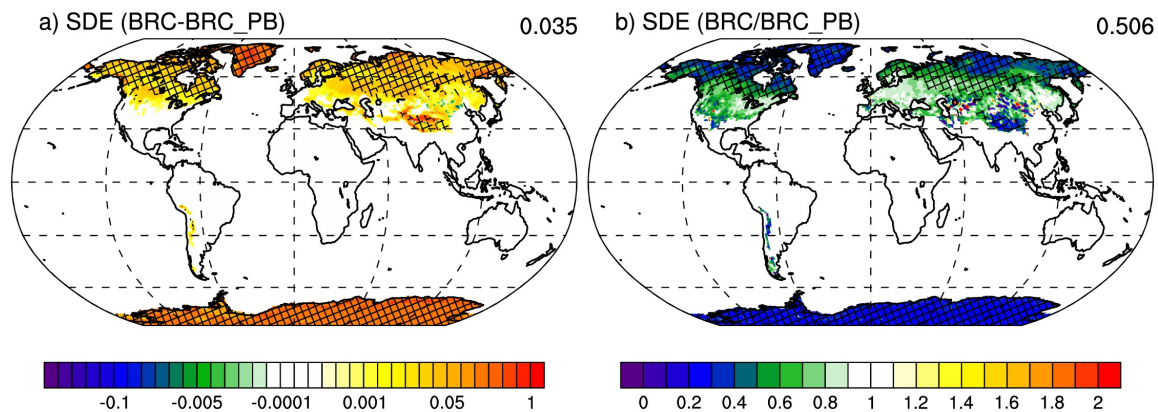 a) SDE (BRC-BRC_PB) 0.035
b) SDE (BRC/BRC_PB) 0.506
-0.1 -0.005 -0.0001 0.001 0.05 1
0 0.2 0.4 0.6 0.8 1 1.2 1.4 1.6 1.8 2